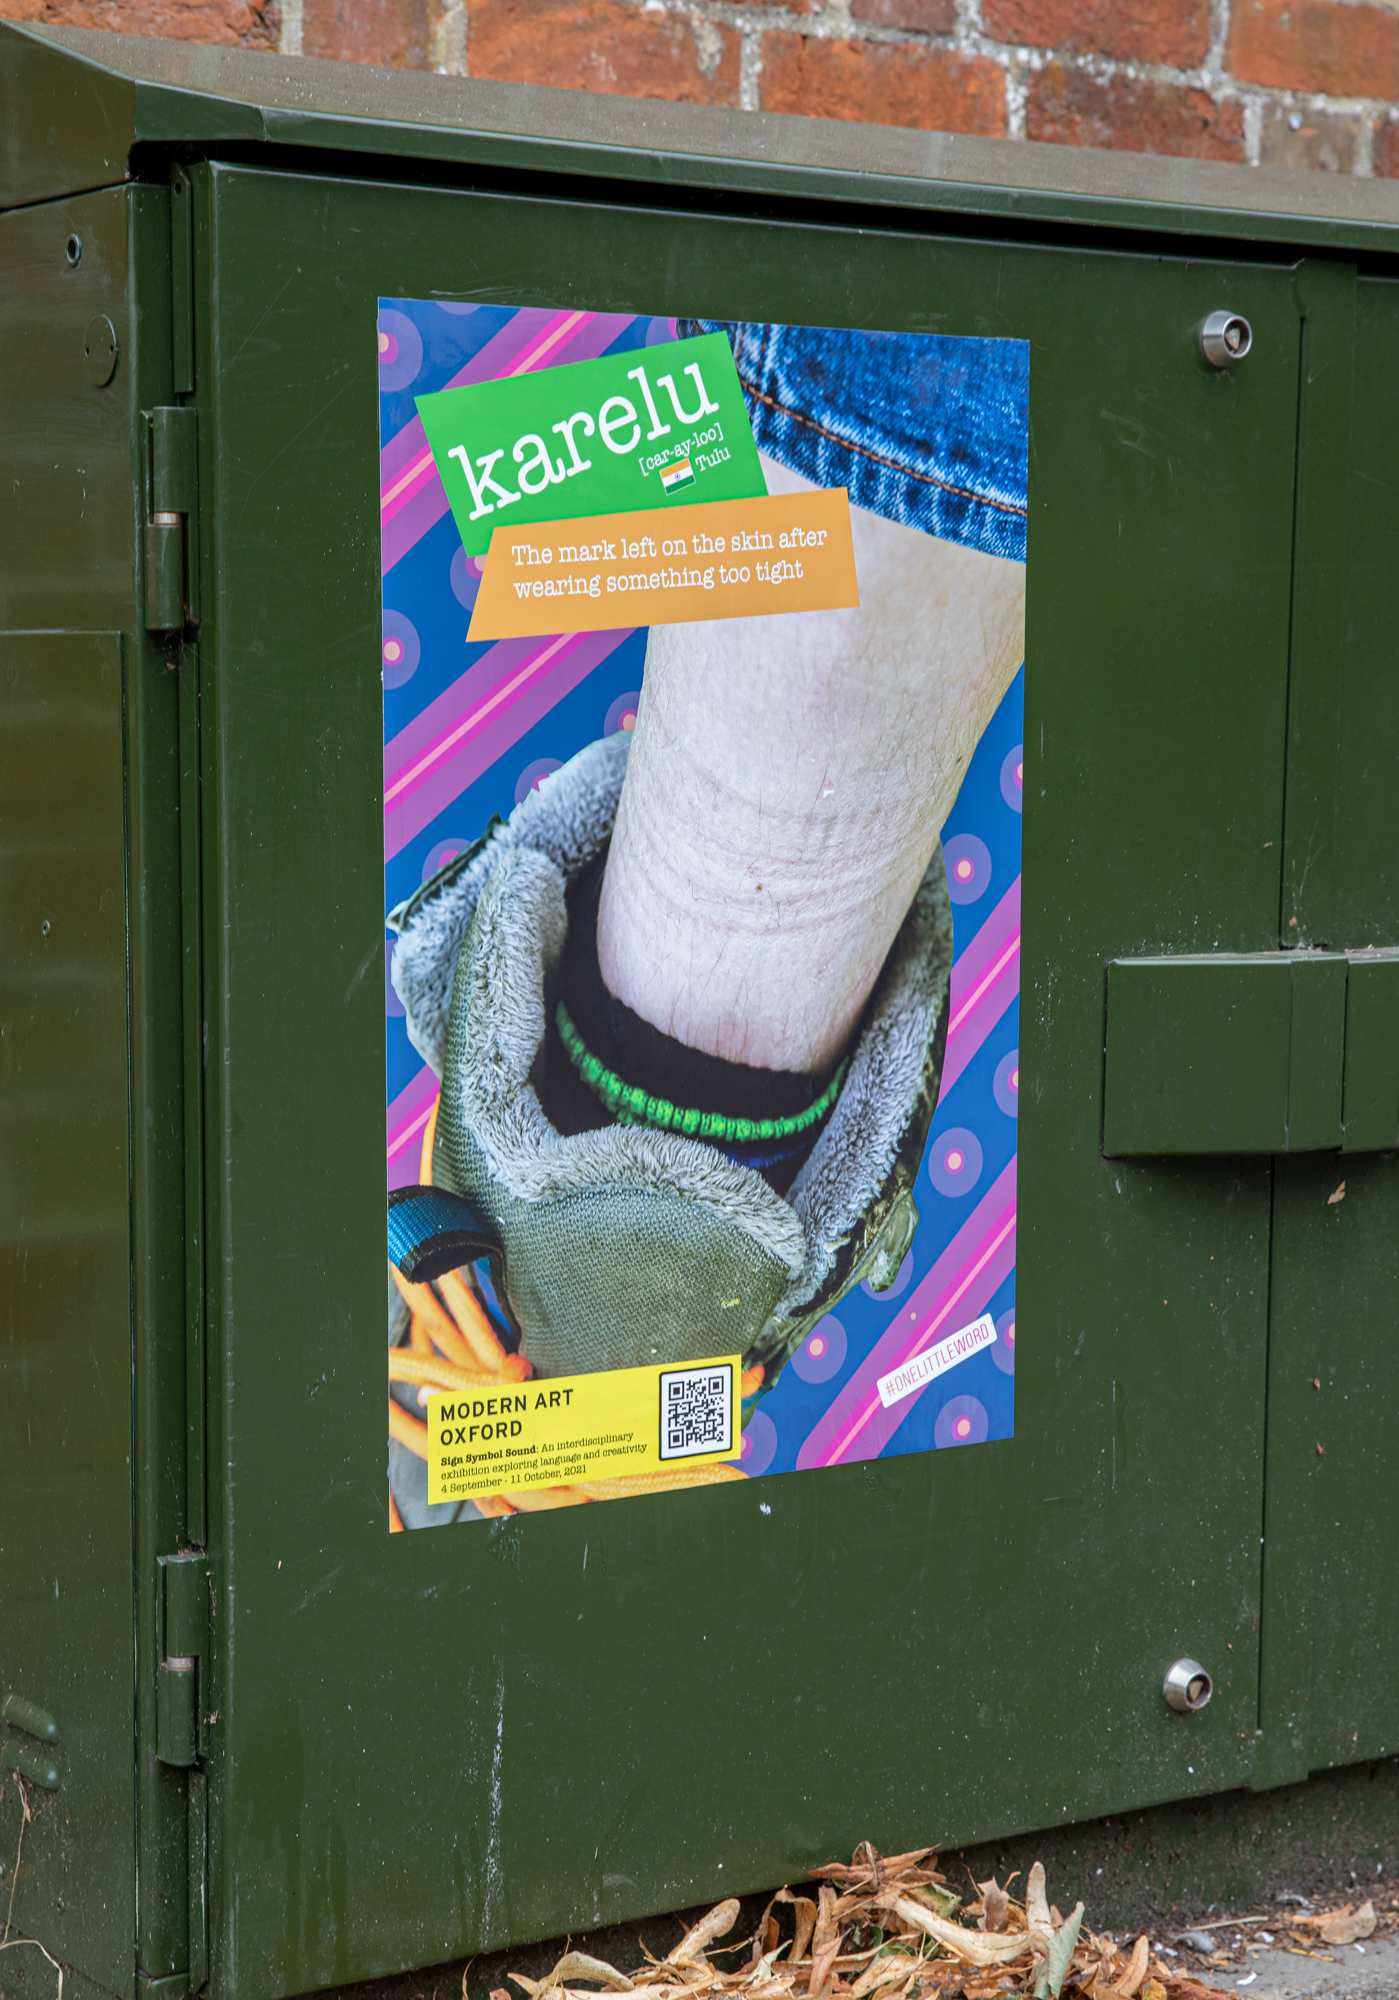 karelu
[car-ay-loo]
Tulu
The mark left on the skin after
wearing something too tight
#ONELITTLEWORD
MODERN ART
OXFORD
Sign Symbol Sound: An interdisciplinary
exhibition exploring language and creativity
4 September - 11 October, 2021